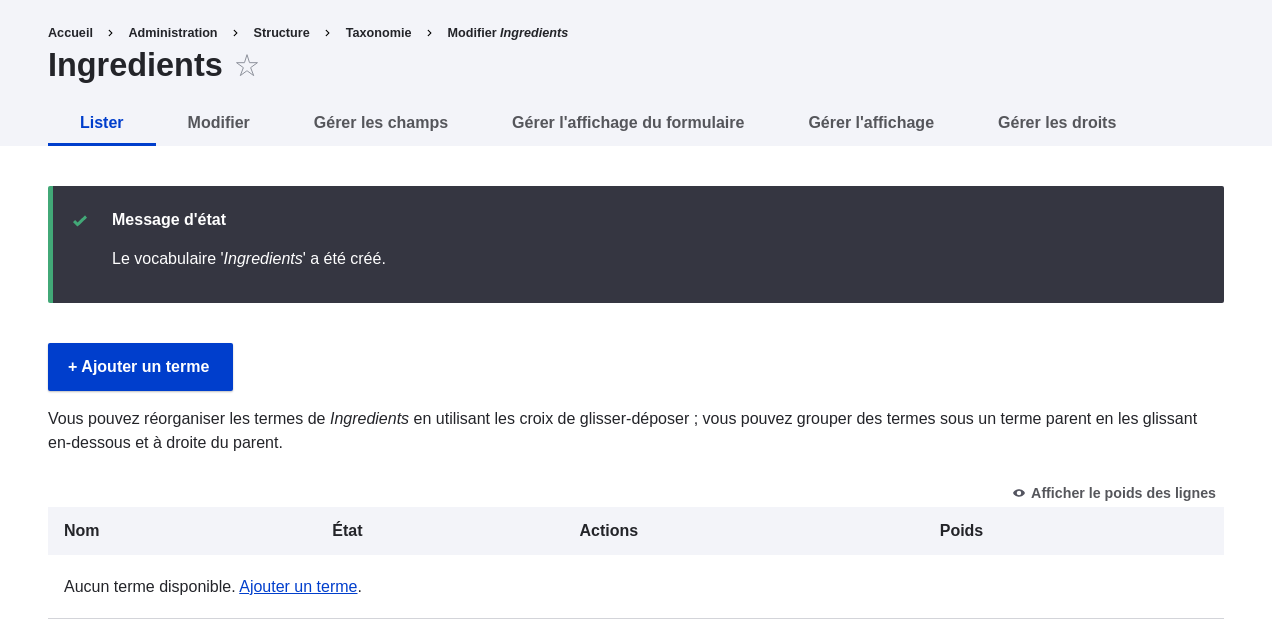 Accueil > Administration > Structure > Taxonomie > Modifier Ingredients
Ingredients ☆
Lister Modifier Gérer les champs Gérer l'affichage du formulaire Gérer l'affichage Gérer les droits
Message d'état
Le vocabulaire 'Ingredients' a été créé.
+ Ajouter un terme
Vous pouvez réorganiser les termes de Ingredients en utilisant les croix de glisser-déposer ; vous pouvez grouper des termes sous un terme parent en les glissant
en-dessous et à droite du parent.
Afficher le poids des lignes
Nom État Actions Poids
Aucun terme disponible. Ajouter un terme.